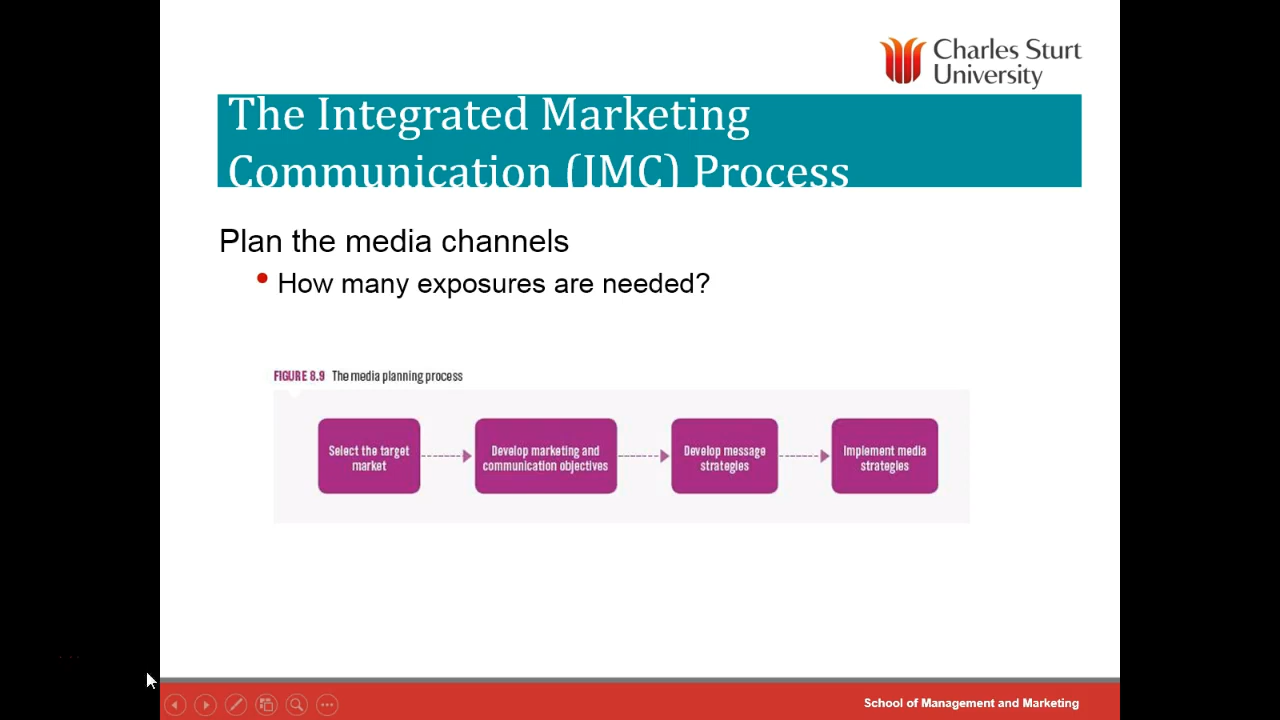 Charles Sturt
University
The Integrated Marketing
Communication (IMC) Process
Plan the media channels
How many exposures are needed?
FIGURE 8.9 The media planning process
Select the target
market
Develop marketing and
communication objectives
Develop message
strategies
Implement media
strategies
School of Management and Marketing